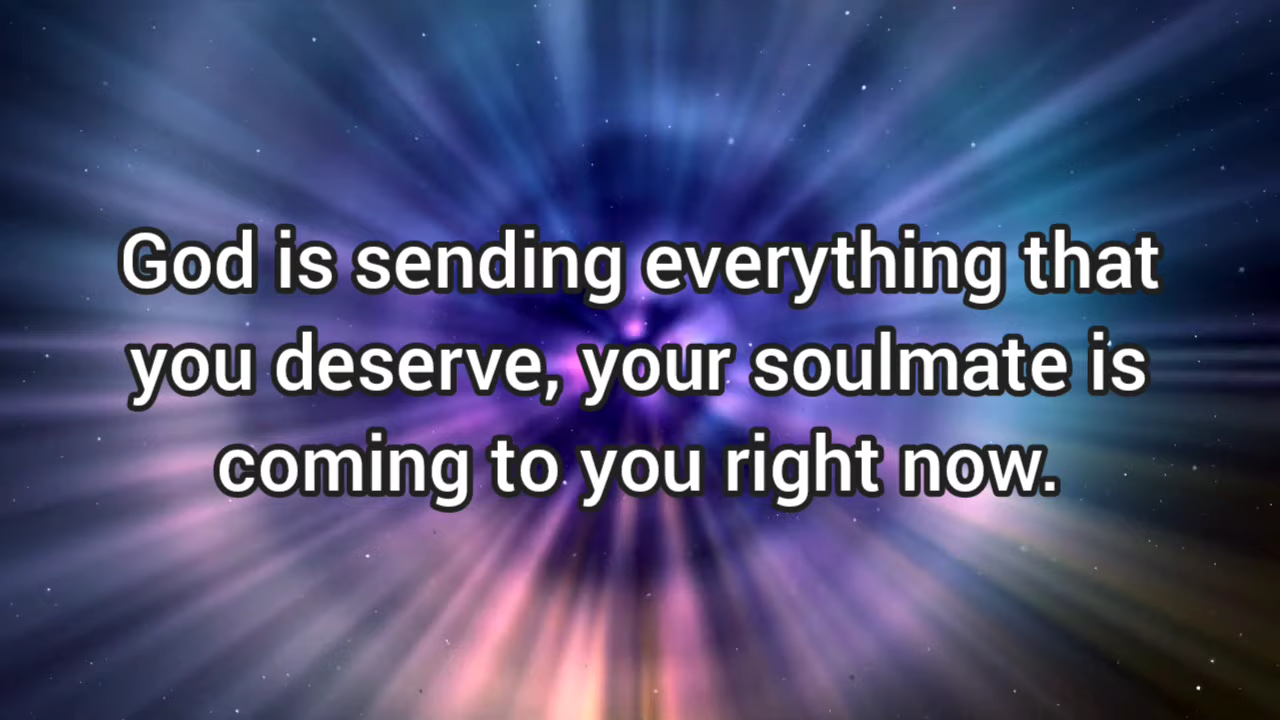 God is sending everything that
you deserve, your soulmate is
coming to you right now.